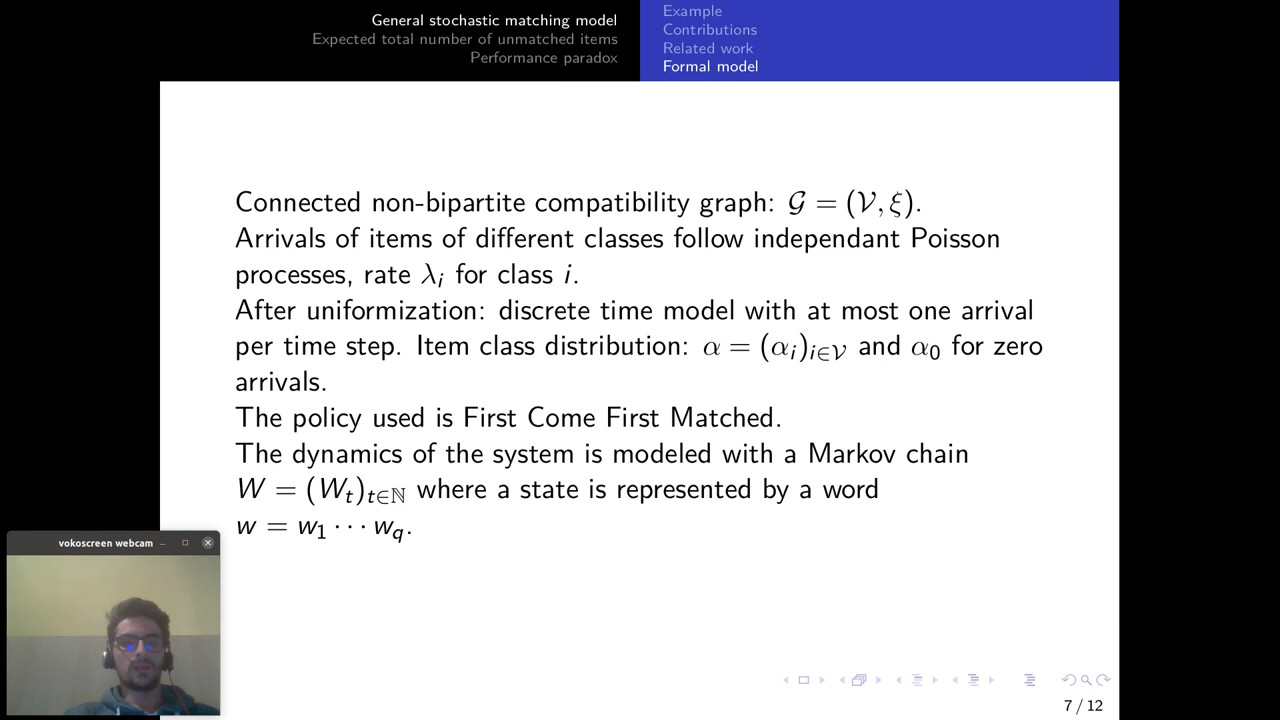 General stochastic matching model
Expected total number of unmatched items
Performance paradox
Example
Contributions
Related work
Formal model
Connected non-bipartite compatibility graph: 𝒢 = (𝒱, ξ).
Arrivals of items of different classes follow independant Poisson
processes, rate λᵢ for class i.
After uniformization: discrete time model with at most one arrival
per time step. Item class distribution: α = (αᵢ)ᵢ∈𝒱 and α₀ for zero
arrivals.
The policy used is First Come First Matched.
The dynamics of the system is modeled with a Markov chain
W = (Wₜ)ₜ∈ℕ where a state is represented by a word
w = w₁ ⋯ w_q.
vokoscreen webcam
7 / 12